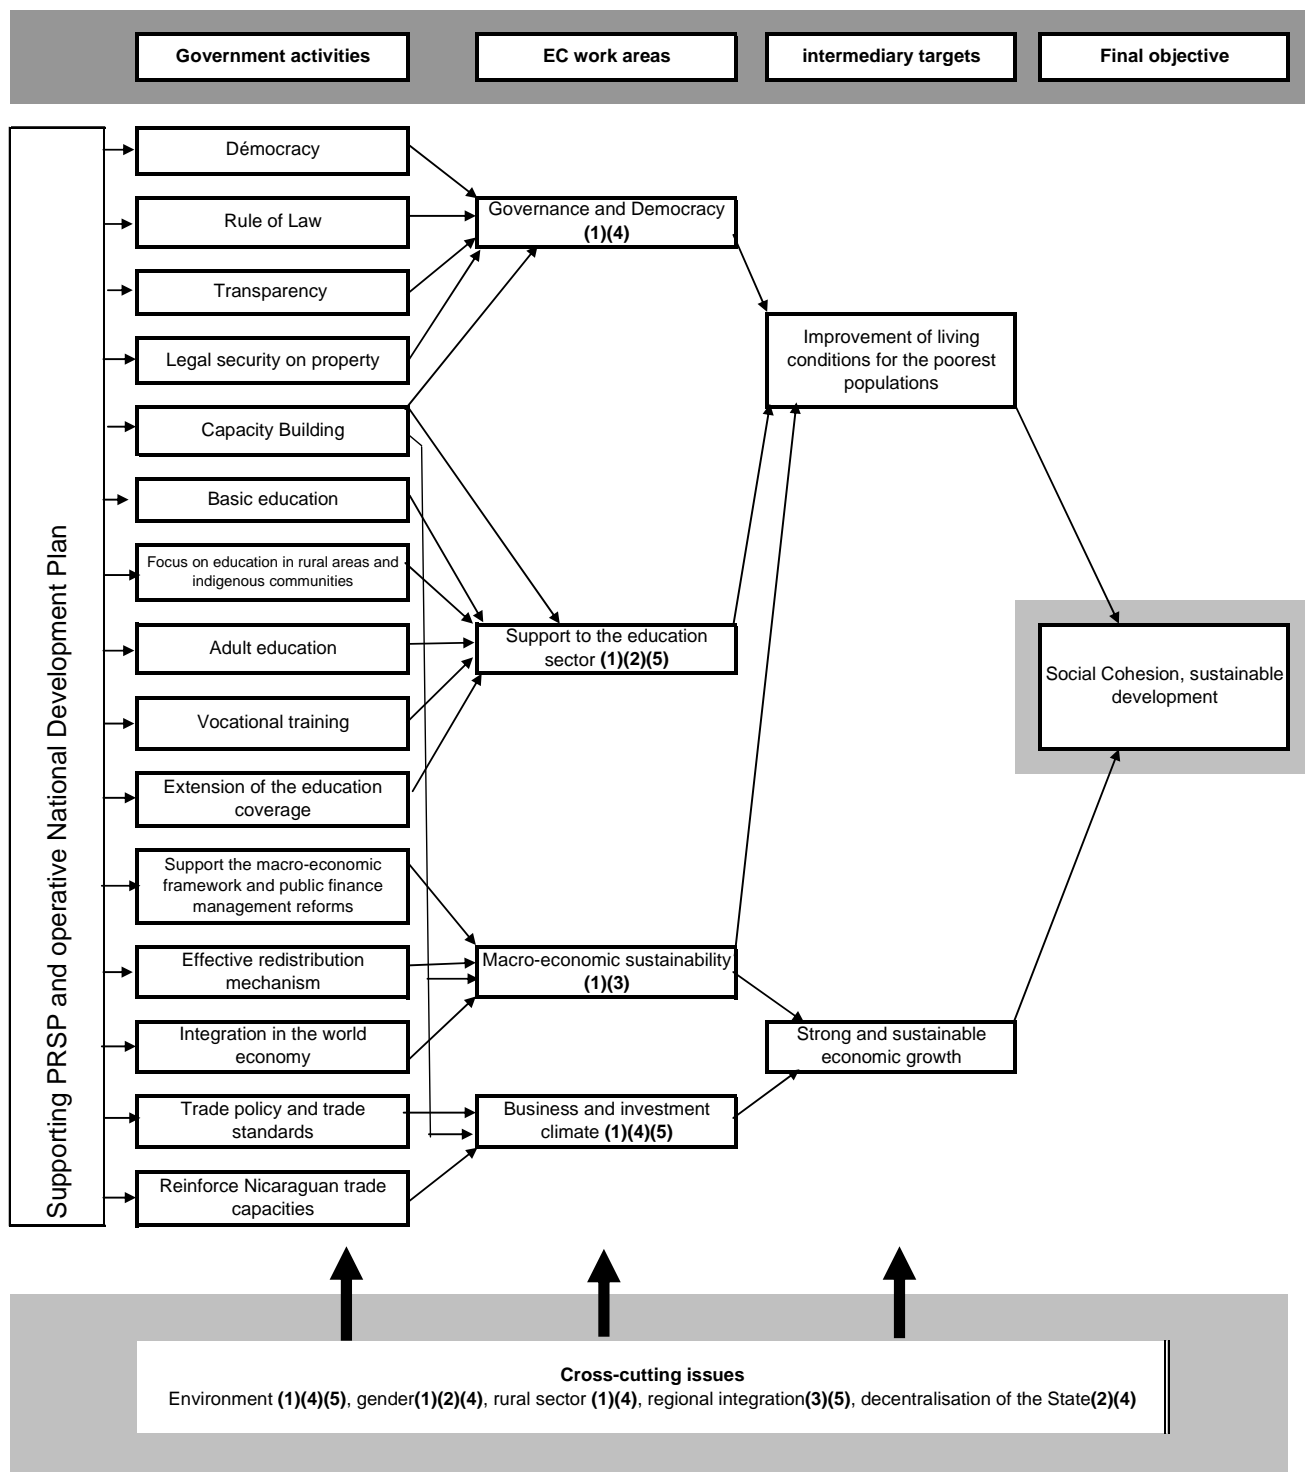 Government activities
EC work areas
intermediary targets
Final objective
Supporting PRSP and operative National Development Plan
Démocracy
Rule of Law
Transparency
Legal security on property
Capacity Building
Basic education
Focus on education in rural areas and
indigenous communities
Adult education
Vocational training
Extension of the education
coverage
Support the macro-economic
framework and public finance
management reforms
Effective redistribution
mechanism
Integration in the world
economy
Trade policy and trade
standards
Reinforce Nicaraguan trade
capacities
Governance and Democracy
(1)(4)
Support to the education
sector (1)(2)(5)
Macro-economic sustainability
(1)(3)
Business and investment
climate (1)(4)(5)
Improvement of living
conditions for the poorest
populations
Strong and sustainable
economic growth
Social Cohesion, sustainable
development
Cross-cutting issues
Environment (1)(4)(5), gender(1)(2)(4), rural sector (1)(4), regional integration(3)(5), decentralisation of the State(2)(4)